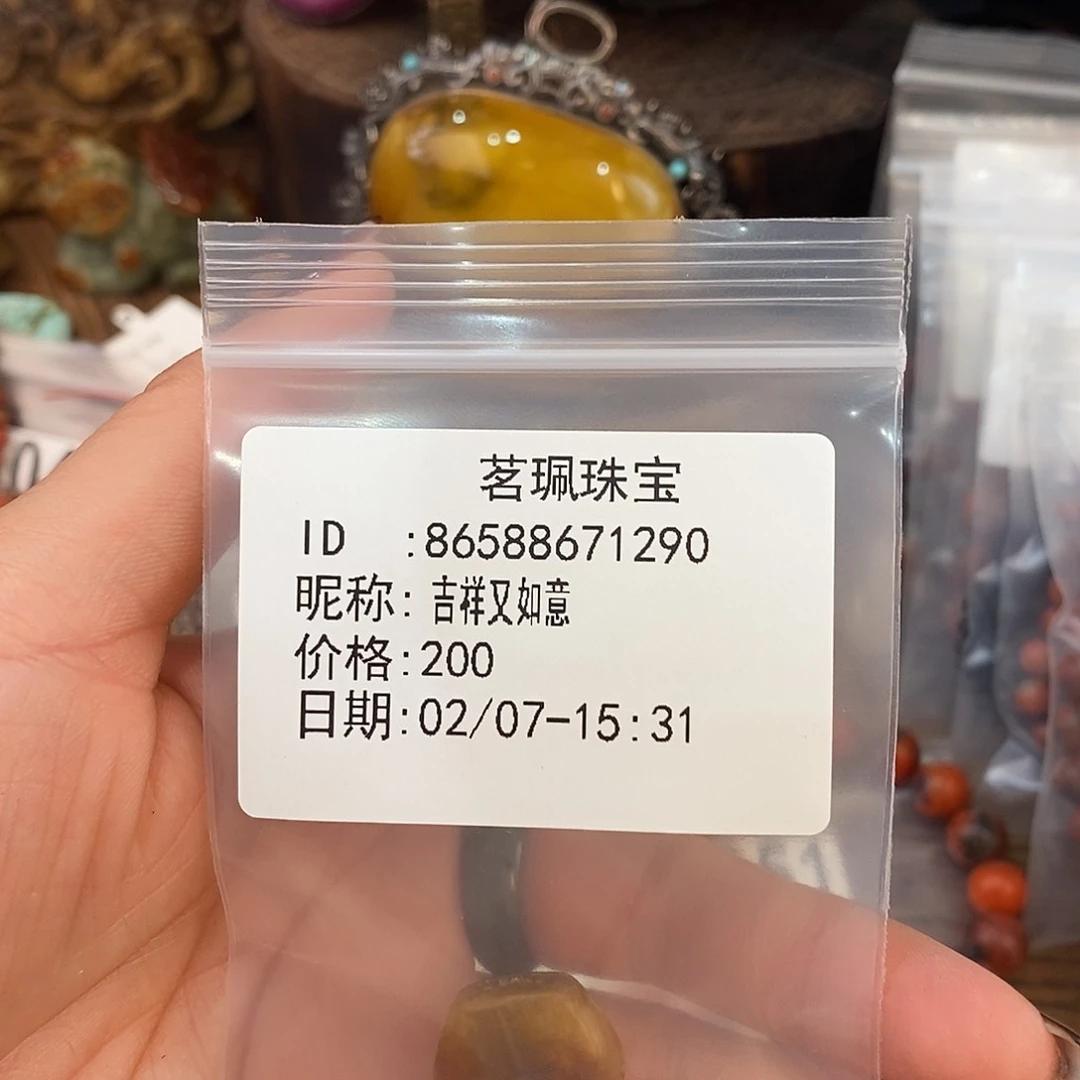 茗珮珠宝
ID :86588671290
昵称: 吉祥又如意
价格:200
日期:02/07-15:31